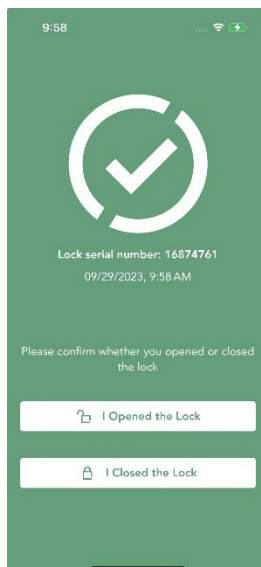 9:58
Lock serial number: 16874761
09/29/2023, 9:58 AM
Please confirm whether you opened or closed
the lock
I Opened the Lock
I Closed the Lock